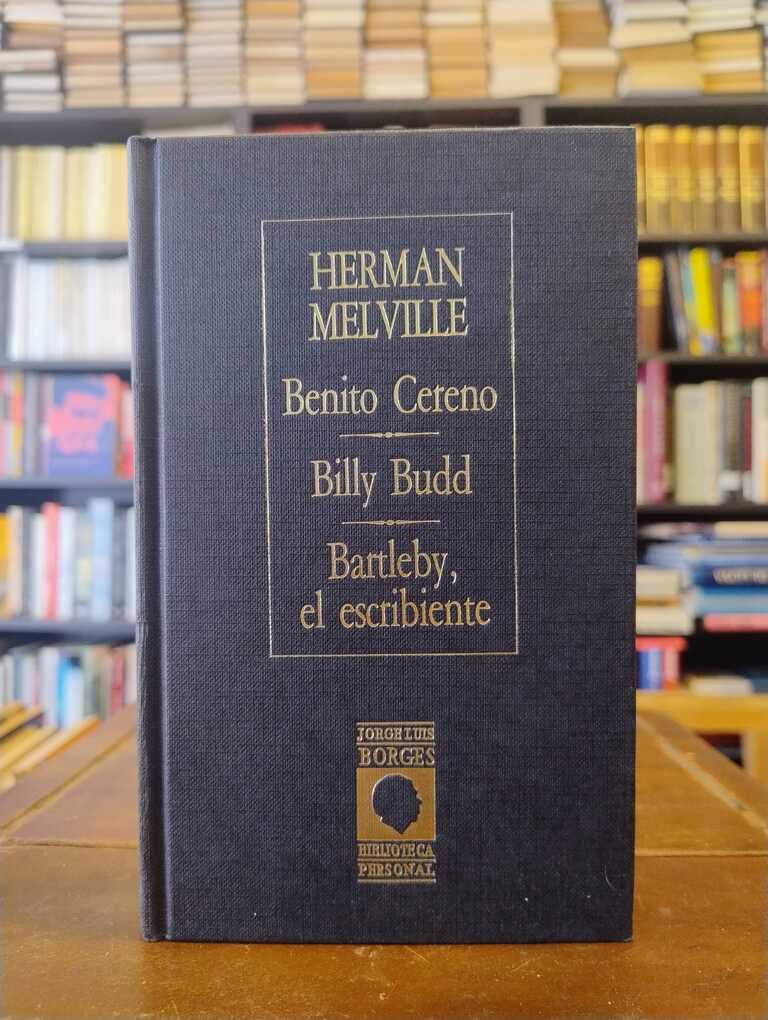 HERMAN
MELVILLE
Benito Cereno
Billy Budd
Bartleby,
el escribiente
JORGE LUIS
BORGES
BIBLIOTECA
PERSONAL